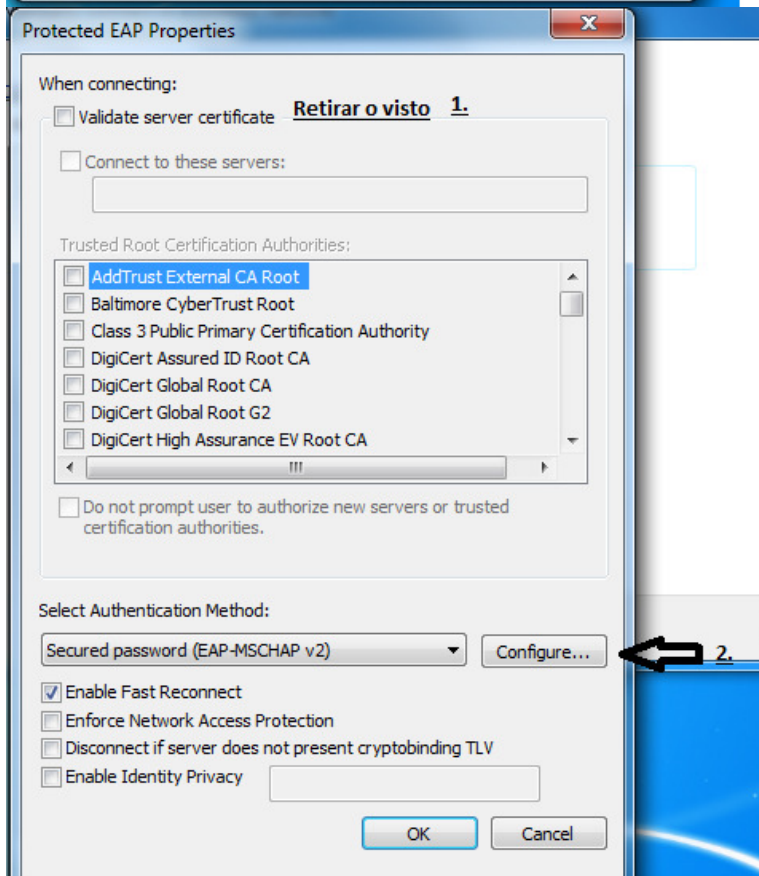 Protected EAP Properties
When connecting:
Validate server certificate Retirar o visto 1.
Connect to these servers:
Trusted Root Certification Authorities:
AddTrust External CA Root
Baltimore CyberTrust Root
Class 3 Public Primary Certification Authority
DigiCert Assured ID Root CA
DigiCert Global Root CA
DigiCert Global Root G2
DigiCert High Assurance EV Root CA
Do not prompt user to authorize new servers or trusted
certification authorities.
Select Authentication Method:
Secured password (EAP-MSCHAP v2) Configure... 2.
Enable Fast Reconnect
Enforce Network Access Protection
Disconnect if server does not present cryptobinding TLV
Enable Identity Privacy
OK Cancel